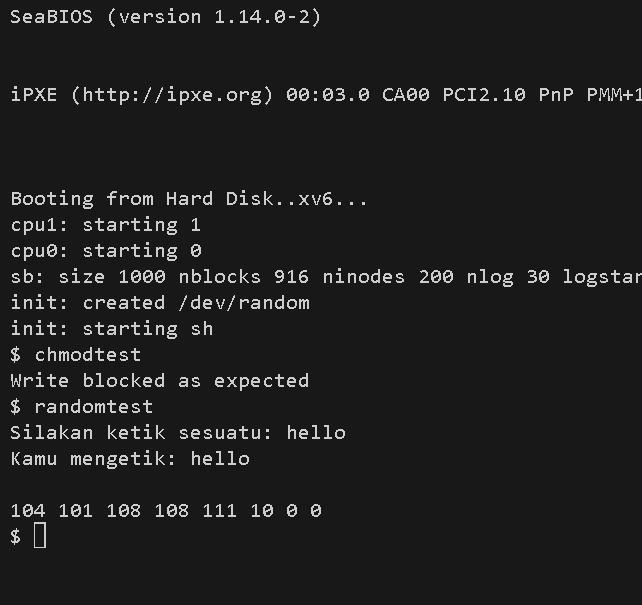 SeaBIOS (version 1.14.0-2)
iPXE (http://ipxe.org) 00:03.0 CA00 PCI2.10 PnP PMM+1
Booting from Hard Disk..xv6...
cpu1: starting 1
cpu0: starting 0
sb: size 1000 nblocks 916 ninodes 200 nlog 30 logstar
init: created /dev/random
init: starting sh
$ chmodtest
Write blocked as expected
$ randomtest
Silakan ketik sesuatu: hello
Kamu mengetik: hello
104 101 108 108 111 10 0 0
$